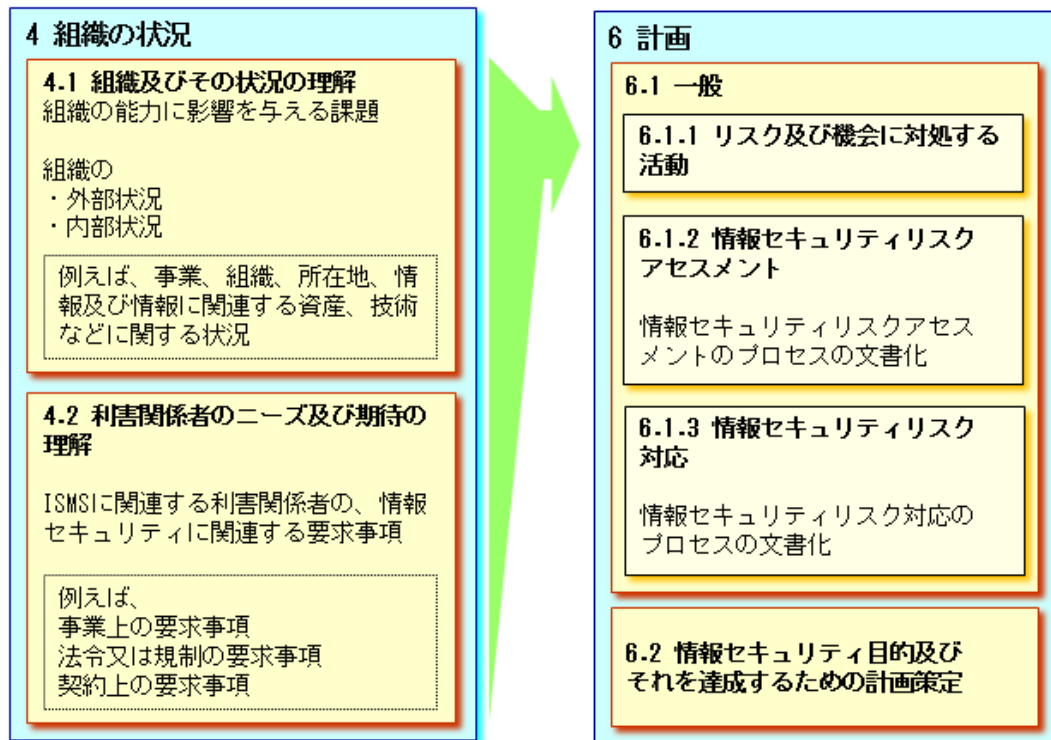 4 組織の状況
4.1 組織及びその状況の理解
組織の能力に影響を与える課題
組織の
・外部状況
・内部状況
例えば、事業、組織、所在地、情
報及び情報に関連する資産、技術
などに関する状況
4.2 利害関係者のニーズ及び期待の
理解
ISMSに関連する利害関係者の、情報
セキュリティに関連する要求事項
例えば、
事業上の要求事項
法令又は規制の要求事項
契約上の要求事項
6 計画
6.1 一般
6.1.1 リスク及び機会に対処する
活動
6.1.2 情報セキュリティリスク
アセスメント
情報セキュリティリスクアセス
メントのプロセスの文書化
6.1.3 情報セキュリティリスク
対応
情報セキュリティリスク対応の
プロセスの文書化
6.2 情報セキュリティ目的及び
それを達成するための計画策定